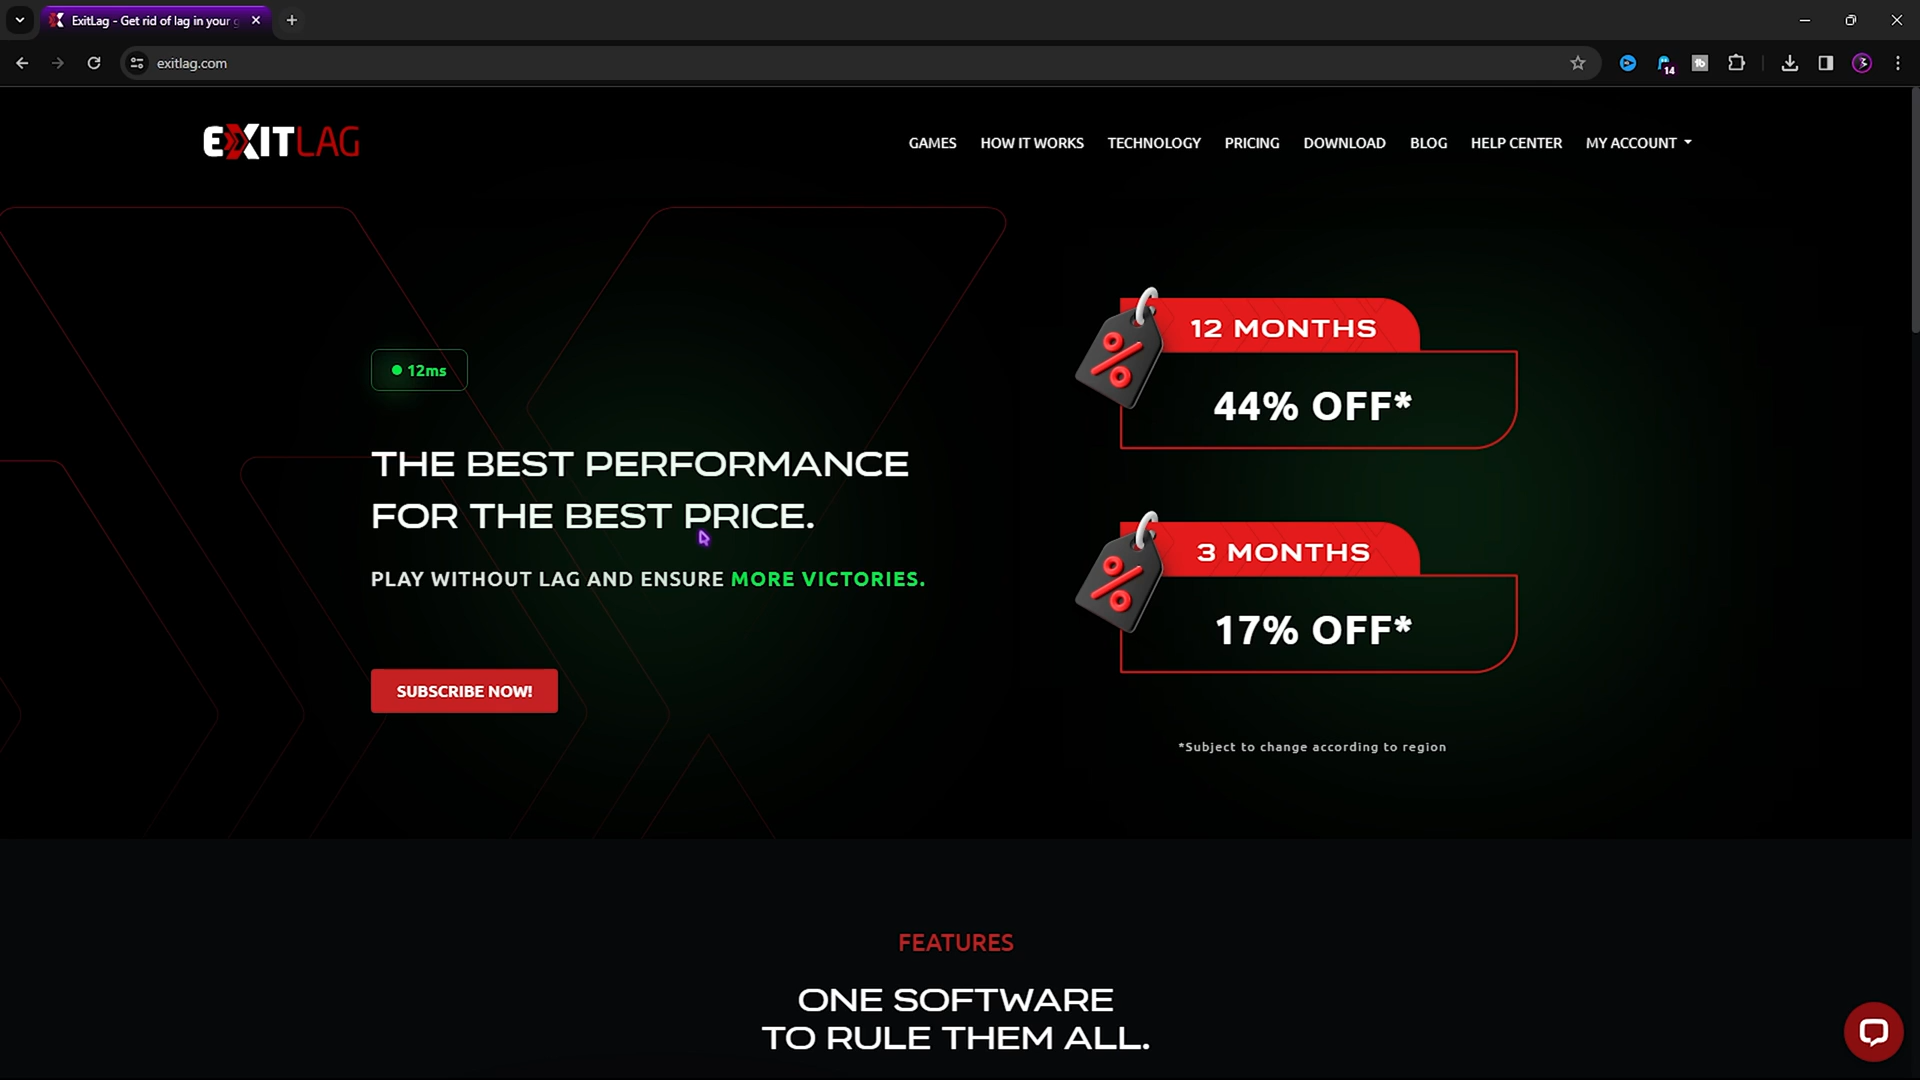 ExitLag - Get rid of lag in your g
exitlag.com
14
EXITLAG
GAMES
HOW IT WORKS
TECHNOLOGY
PRICING
DOWNLOAD
BLOG
HELP CENTER
MY ACCOUNT
12ms
THE BEST PERFORMANCE
FOR THE BEST PRICE.
PLAY WITHOUT LAG AND ENSURE MORE VICTORIES.
SUBSCRIBE NOW!
12 MONTHS
44% OFF*
3 MONTHS
17% OFF*
*Subject to change according to region
FEATURES
ONE SOFTWARE
TO RULE THEM ALL.